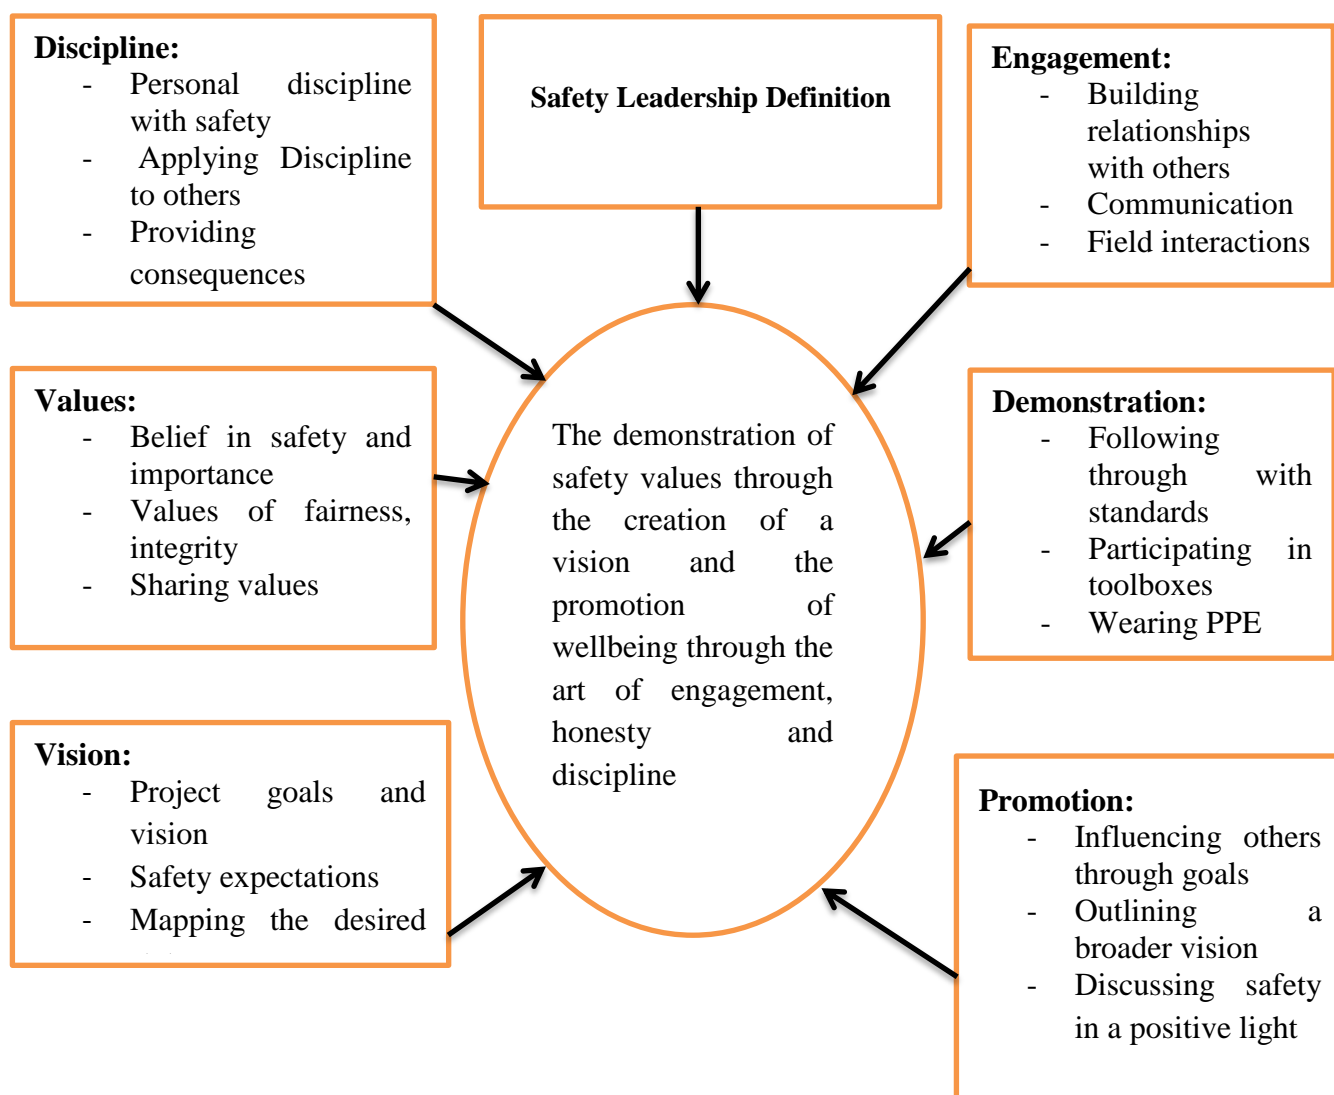 Discipline:
- Personal discipline
with safety
- Applying Discipline
to others
- Providing
consequences
Safety Leadership Definition
Engagement:
- Building
relationships
with others
- Communication
- Field interactions
Values:
- Belief in safety and
importance
- Values of fairness,
integrity
- Sharing values
The demonstration of
safety values through
the creation of a
vision and the
promotion of
wellbeing through the
art of engagement,
honesty and
discipline
Demonstration:
- Following
through with
standards
- Participating in
toolboxes
- Wearing PPE
Vision:
- Project goals and
vision
- Safety expectations
- Mapping the desired
Promotion:
- Influencing others
through goals
- Outlining a
broader vision
- Discussing safety
in a positive light